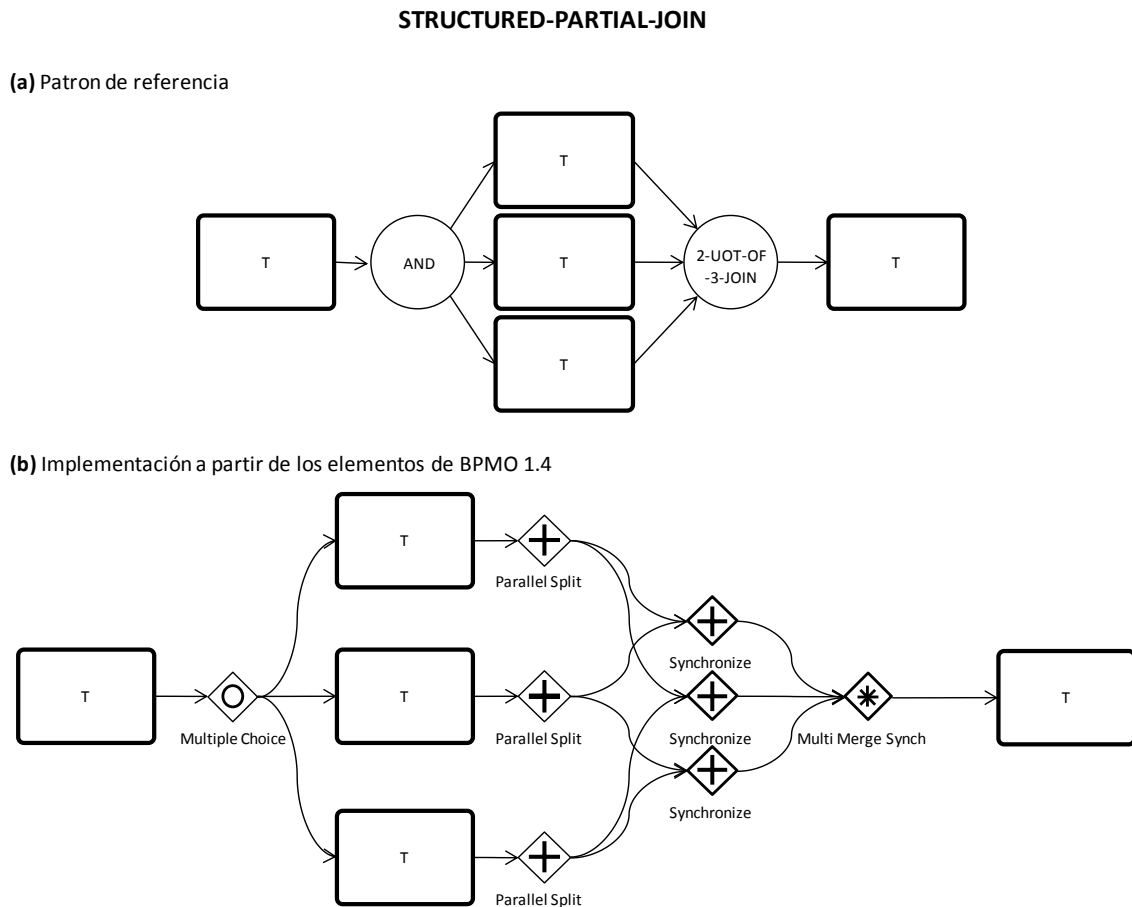 STRUCTURED-PARTIAL-JOIN
(a) Patron de referencia
T
T
AND
T
2-UOT-OF
-3-JOIN
T
T
(b) Implementación a partir de los elementos de BPMO 1.4
T
Parallel Split
Synchronize
T
T
T
Multiple Choice
Parallel Split
Synchronize
Multi Merge Synch
Synchronize
T
Parallel Split